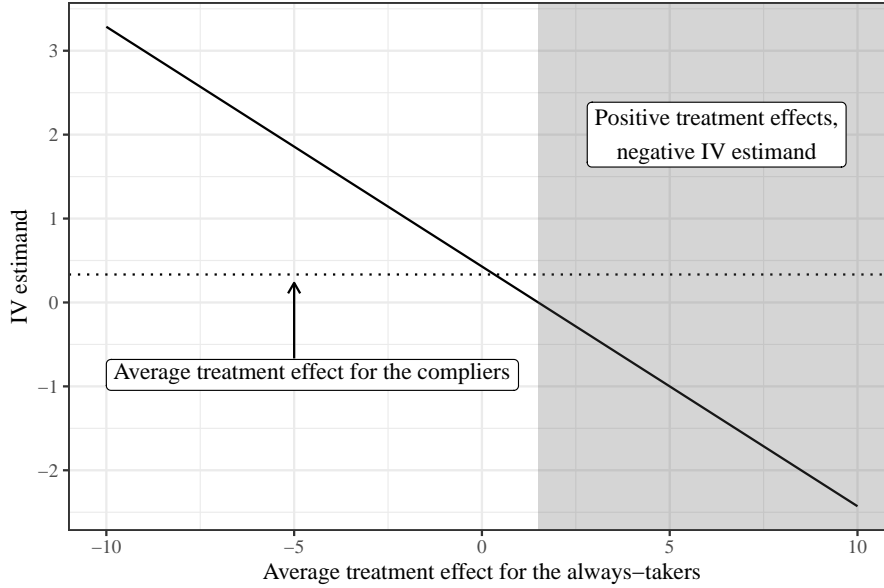 3
2
1
0
−1
−2
IV estimand
Positive treatment effects,
negative IV estimand
Average treatment effect for the compliers
−10
−5
0
5
10
Average treatment effect for the always−takers